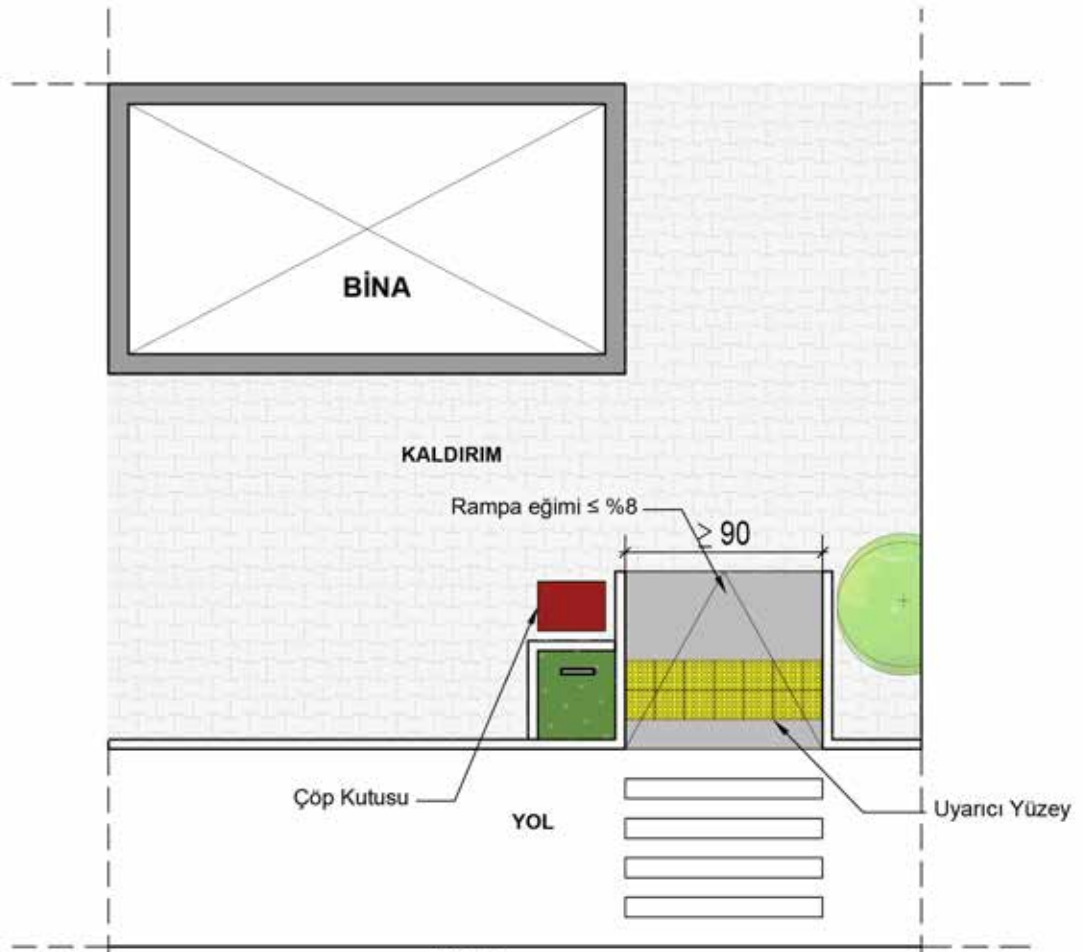 BİNA
KALDIRIM
Rampa eğimi ≤ %8
≥ 90
Çöp Kutusu
YOL
Uyarıcı Yüzey